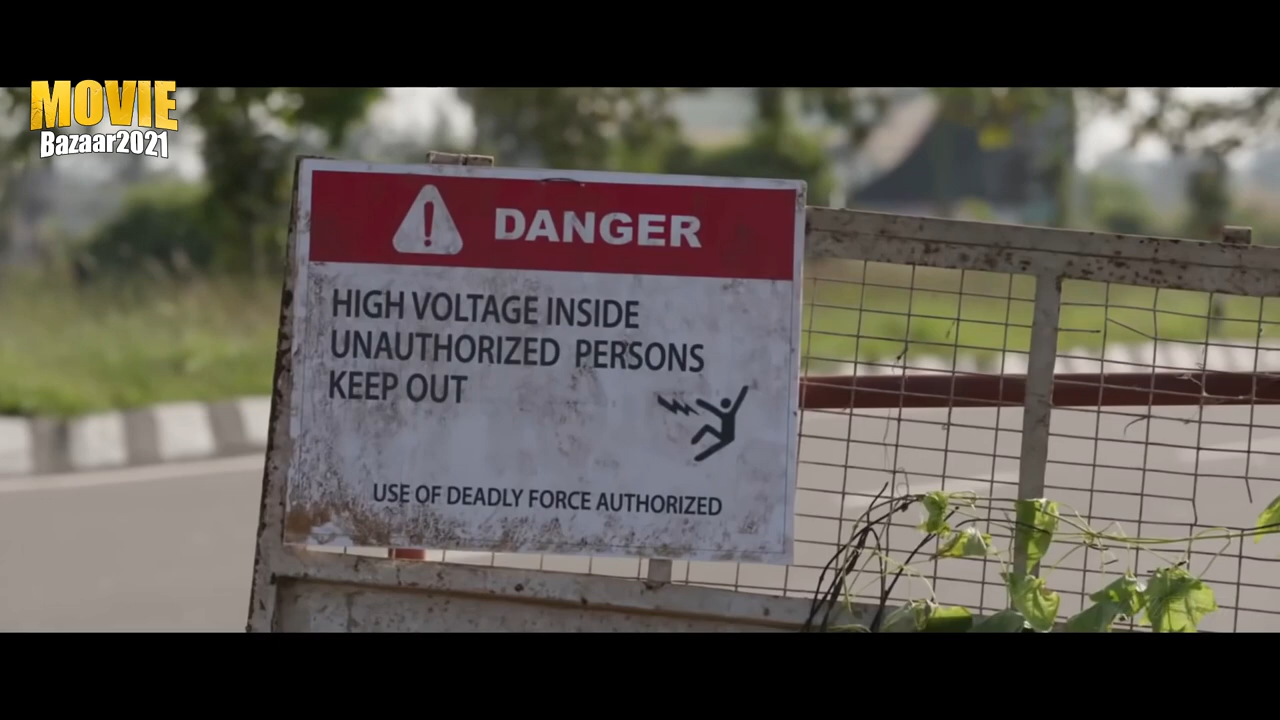 MOVIE
Bazaar2021
DANGER
HIGH VOLTAGE INSIDE
UNAUTHORIZED PERSONS
KEEP OUT
USE OF DEADLY FORCE AUTHORIZED